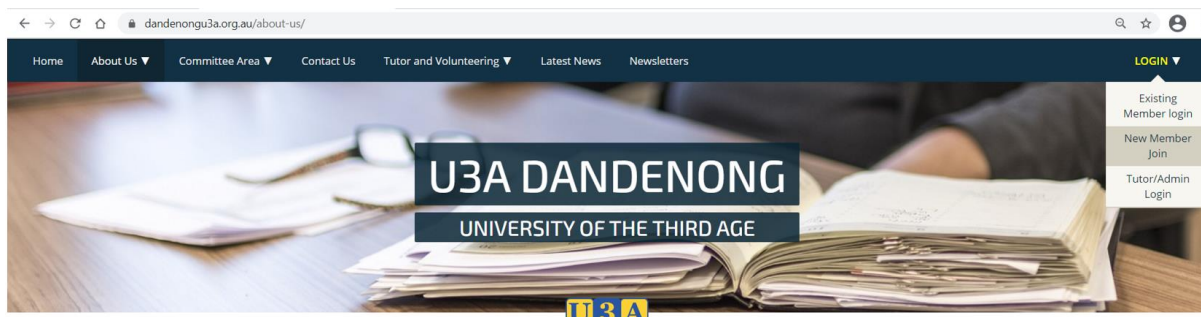 dandenongu3a.org.au/about-us/
Home About Us ▼ Committee Area ▼ Contact Us Tutor and Volunteering ▼ Latest News Newsletters LOGIN ▼
Existing
Member login
New Member
Join
Tutor/Admin
Login
U3A DANDENONG
UNIVERSITY OF THE THIRD AGE
U3A